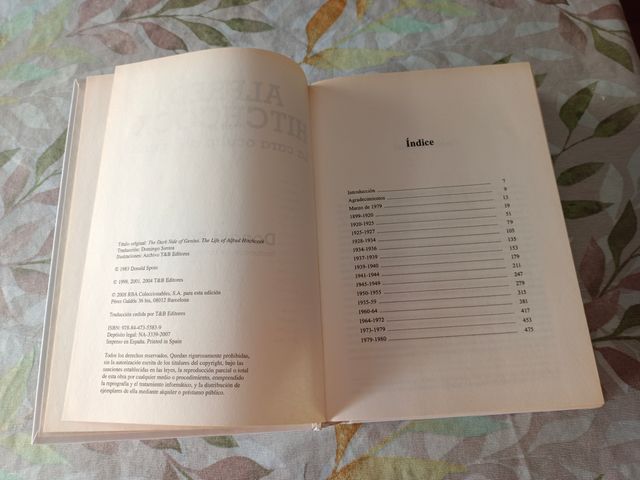 Título original: The Dark Side of Genius. The Life of Alfred Hitchcock
Traducción: Domingo Santos
Ilustraciones: Archivo T&B Editores
© 1983 Donald Spoto
© 1998, 2001, 2004 T&B Editores
© 2008 RBA Coleccionables, S.A. para esta edición
Pérez Galdós 36 bis, 08012 Barcelona
Traducción cedida por T&B Editores
ISBN: 978-84-473-5583-9
Depósito legal: NA-3339-2007
Impreso en España. Printed in Spain
Todos los derechos reservados. Quedan rigurosamente prohibidas,
sin la autorización escrita de los titulares del copyright, bajo las
sanciones establecidas en las leyes, la reproducción parcial o total
de esta obra por cualquier medio o procedimiento, comprendido
la reprografía y el tratamiento informático, y la distribución de
ejemplares de ella mediante alquiler o préstamo público.
Índice
Introducción 7
Agradecimientos 9
Marzo de 1979 13
1899-1920 19
1920-1925 51
1925-1927 79
1928-1934 105
1934-1936 135
1937-1939 153
1939-1940 179
1941-1944 211
1945-1949 247
1950-1955 279
1955-59 315
1960-64 381
1964-1972 417
1973-1979 453
1979-1980 475